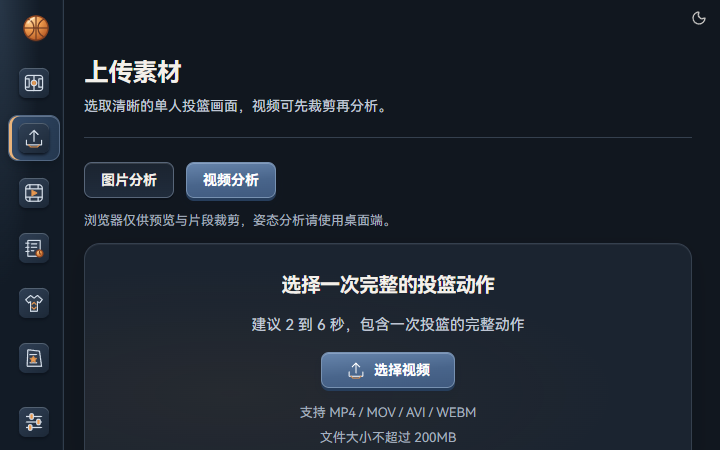 上传素材
选取清晰的单人投篮画面，视频可先裁剪再分析。
图片分析
视频分析
浏览器仅供预览与片段裁剪，姿态分析请使用桌面端。
选择一次完整的投篮动作
建议 2 到 6 秒，包含一次投篮的完整动作
选择视频
支持 MP4 / MOV / AVI / WEBM
文件大小不超过 200MB